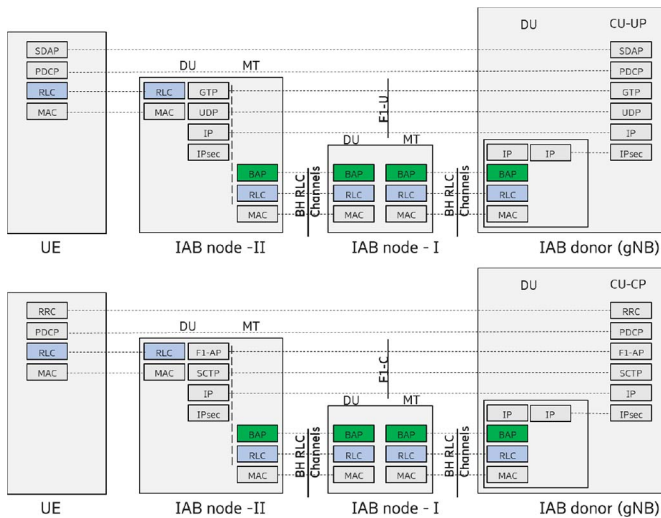 DU CU-UP
SDAP SDAP
DU MT
PDCP PDCP
RLC RLC GTP GTP
MAC MAC UDP UDP
F1-U
IP IP
DU MT
IPsec IP IP IPsec
BAP BAP BAP BAP
RLC RLC RLC RLC
MAC MAC MAC MAC
BH RLC Channels
BH RLC Channels
UE IAB node -II IAB node - I IAB donor (gNB)
DU CU-CP
RRC RRC
DU MT
PDCP PDCP
RLC RLC F1-AP F1-AP
MAC MAC SCTP SCTP
F1-C
IP IP
DU MT
IPsec IP IP IPsec
BAP BAP BAP BAP
RLC RLC RLC RLC
MAC MAC MAC MAC
BH RLC Channels
BH RLC Channels
UE IAB node -II IAB node - I IAB donor (gNB)